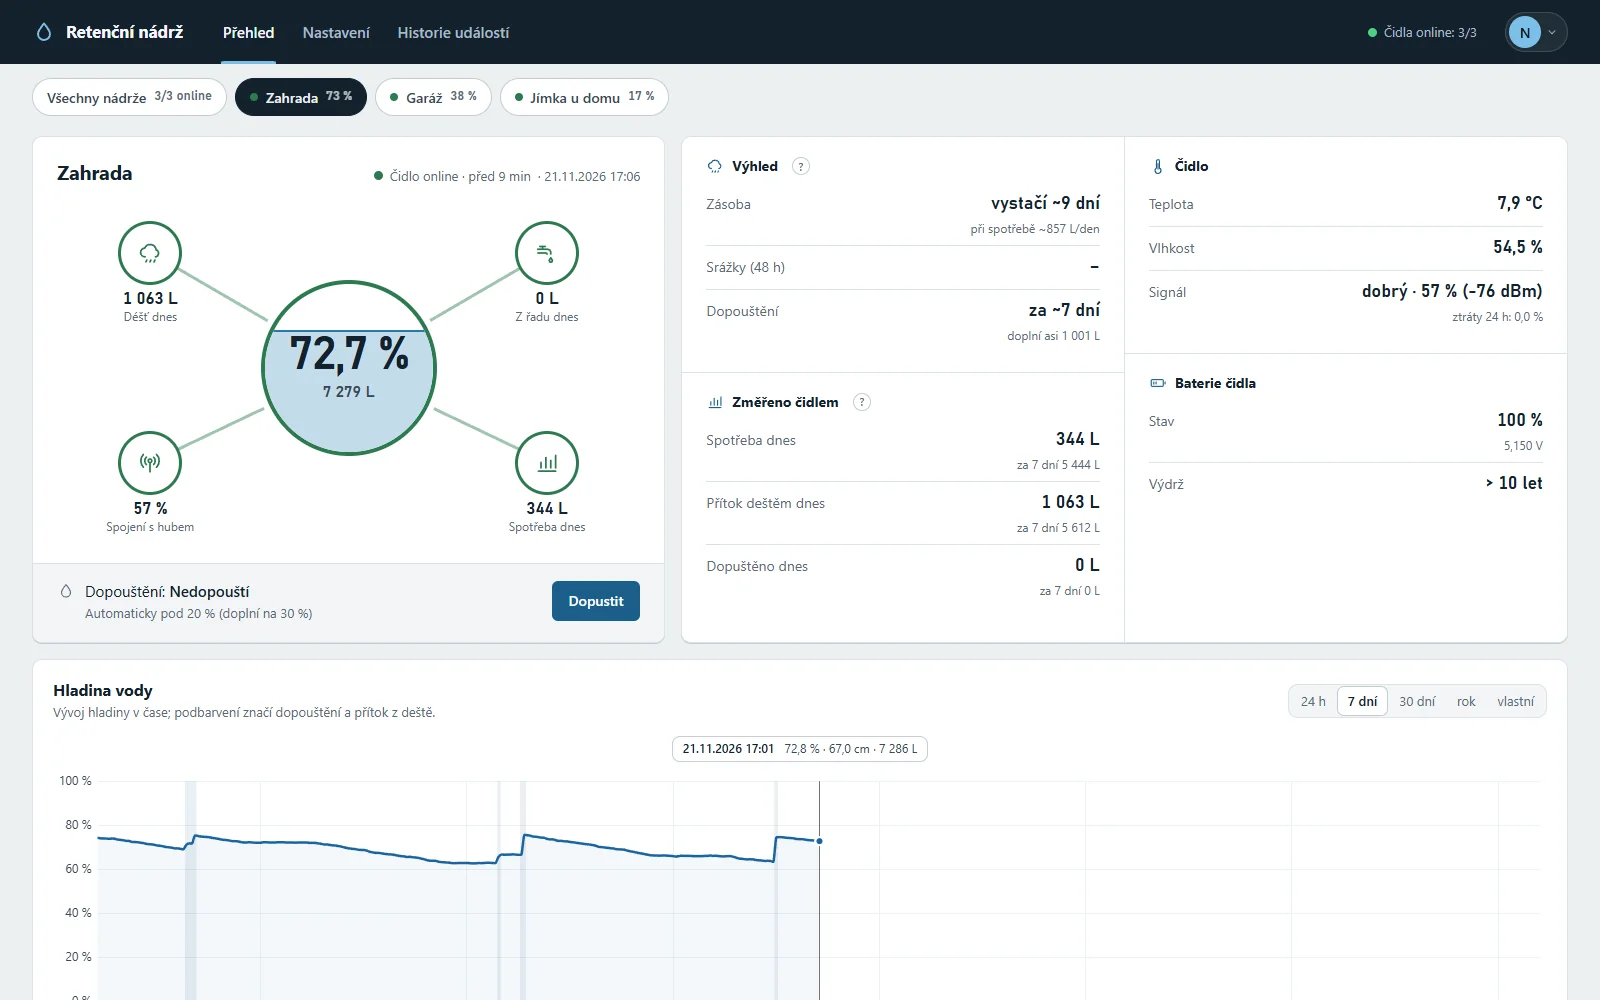 Retenční nádrž
Přehled
Nastavení
Historie událostí
Čidla online: 3/3
N
Všechny nádrže 3/3 online
Zahrada 73 %
Garáž 38 %
Jímka u domu 17 %
Zahrada
Čidlo online · před 9 min · 21.11.2026 17:06
1 063 L
Déšť dnes
0 L
Z řadu dnes
72,7 %
7 279 L
57 %
Spojení s hubem
344 L
Spotřeba dnes
Dopouštění: Nedopouští
Automaticky pod 20 % (doplní na 30 %)
Dopustit
Výhled ?
Zásoba vystačí ~9 dní
při spotřebě ~857 L/den
Srážky (48 h) –
Dopouštění za ~7 dní
doplní asi 1 001 L
Změřeno čidlem ?
Spotřeba dnes 344 L
za 7 dní 5 444 L
Přítok deštěm dnes 1 063 L
za 7 dní 5 612 L
Dopuštěno dnes 0 L
za 7 dní 0 L
Čidlo
Teplota 7,9 °C
Vlhkost 54,5 %
Signál dobrý · 57 % (-76 dBm)
ztráty 24 h: 0,0 %
Baterie čidla
Stav 100 %
5,150 V
Výdrž > 10 let
Hladina vody
Vývoj hladiny v čase; podbarvení značí dopouštění a přítok z deště.
24 h 7 dní 30 dní rok vlastní
21.11.2026 17:01 72,8 % · 67,0 cm · 7 286 L
100 %
80 %
60 %
40 %
20 %
0 %